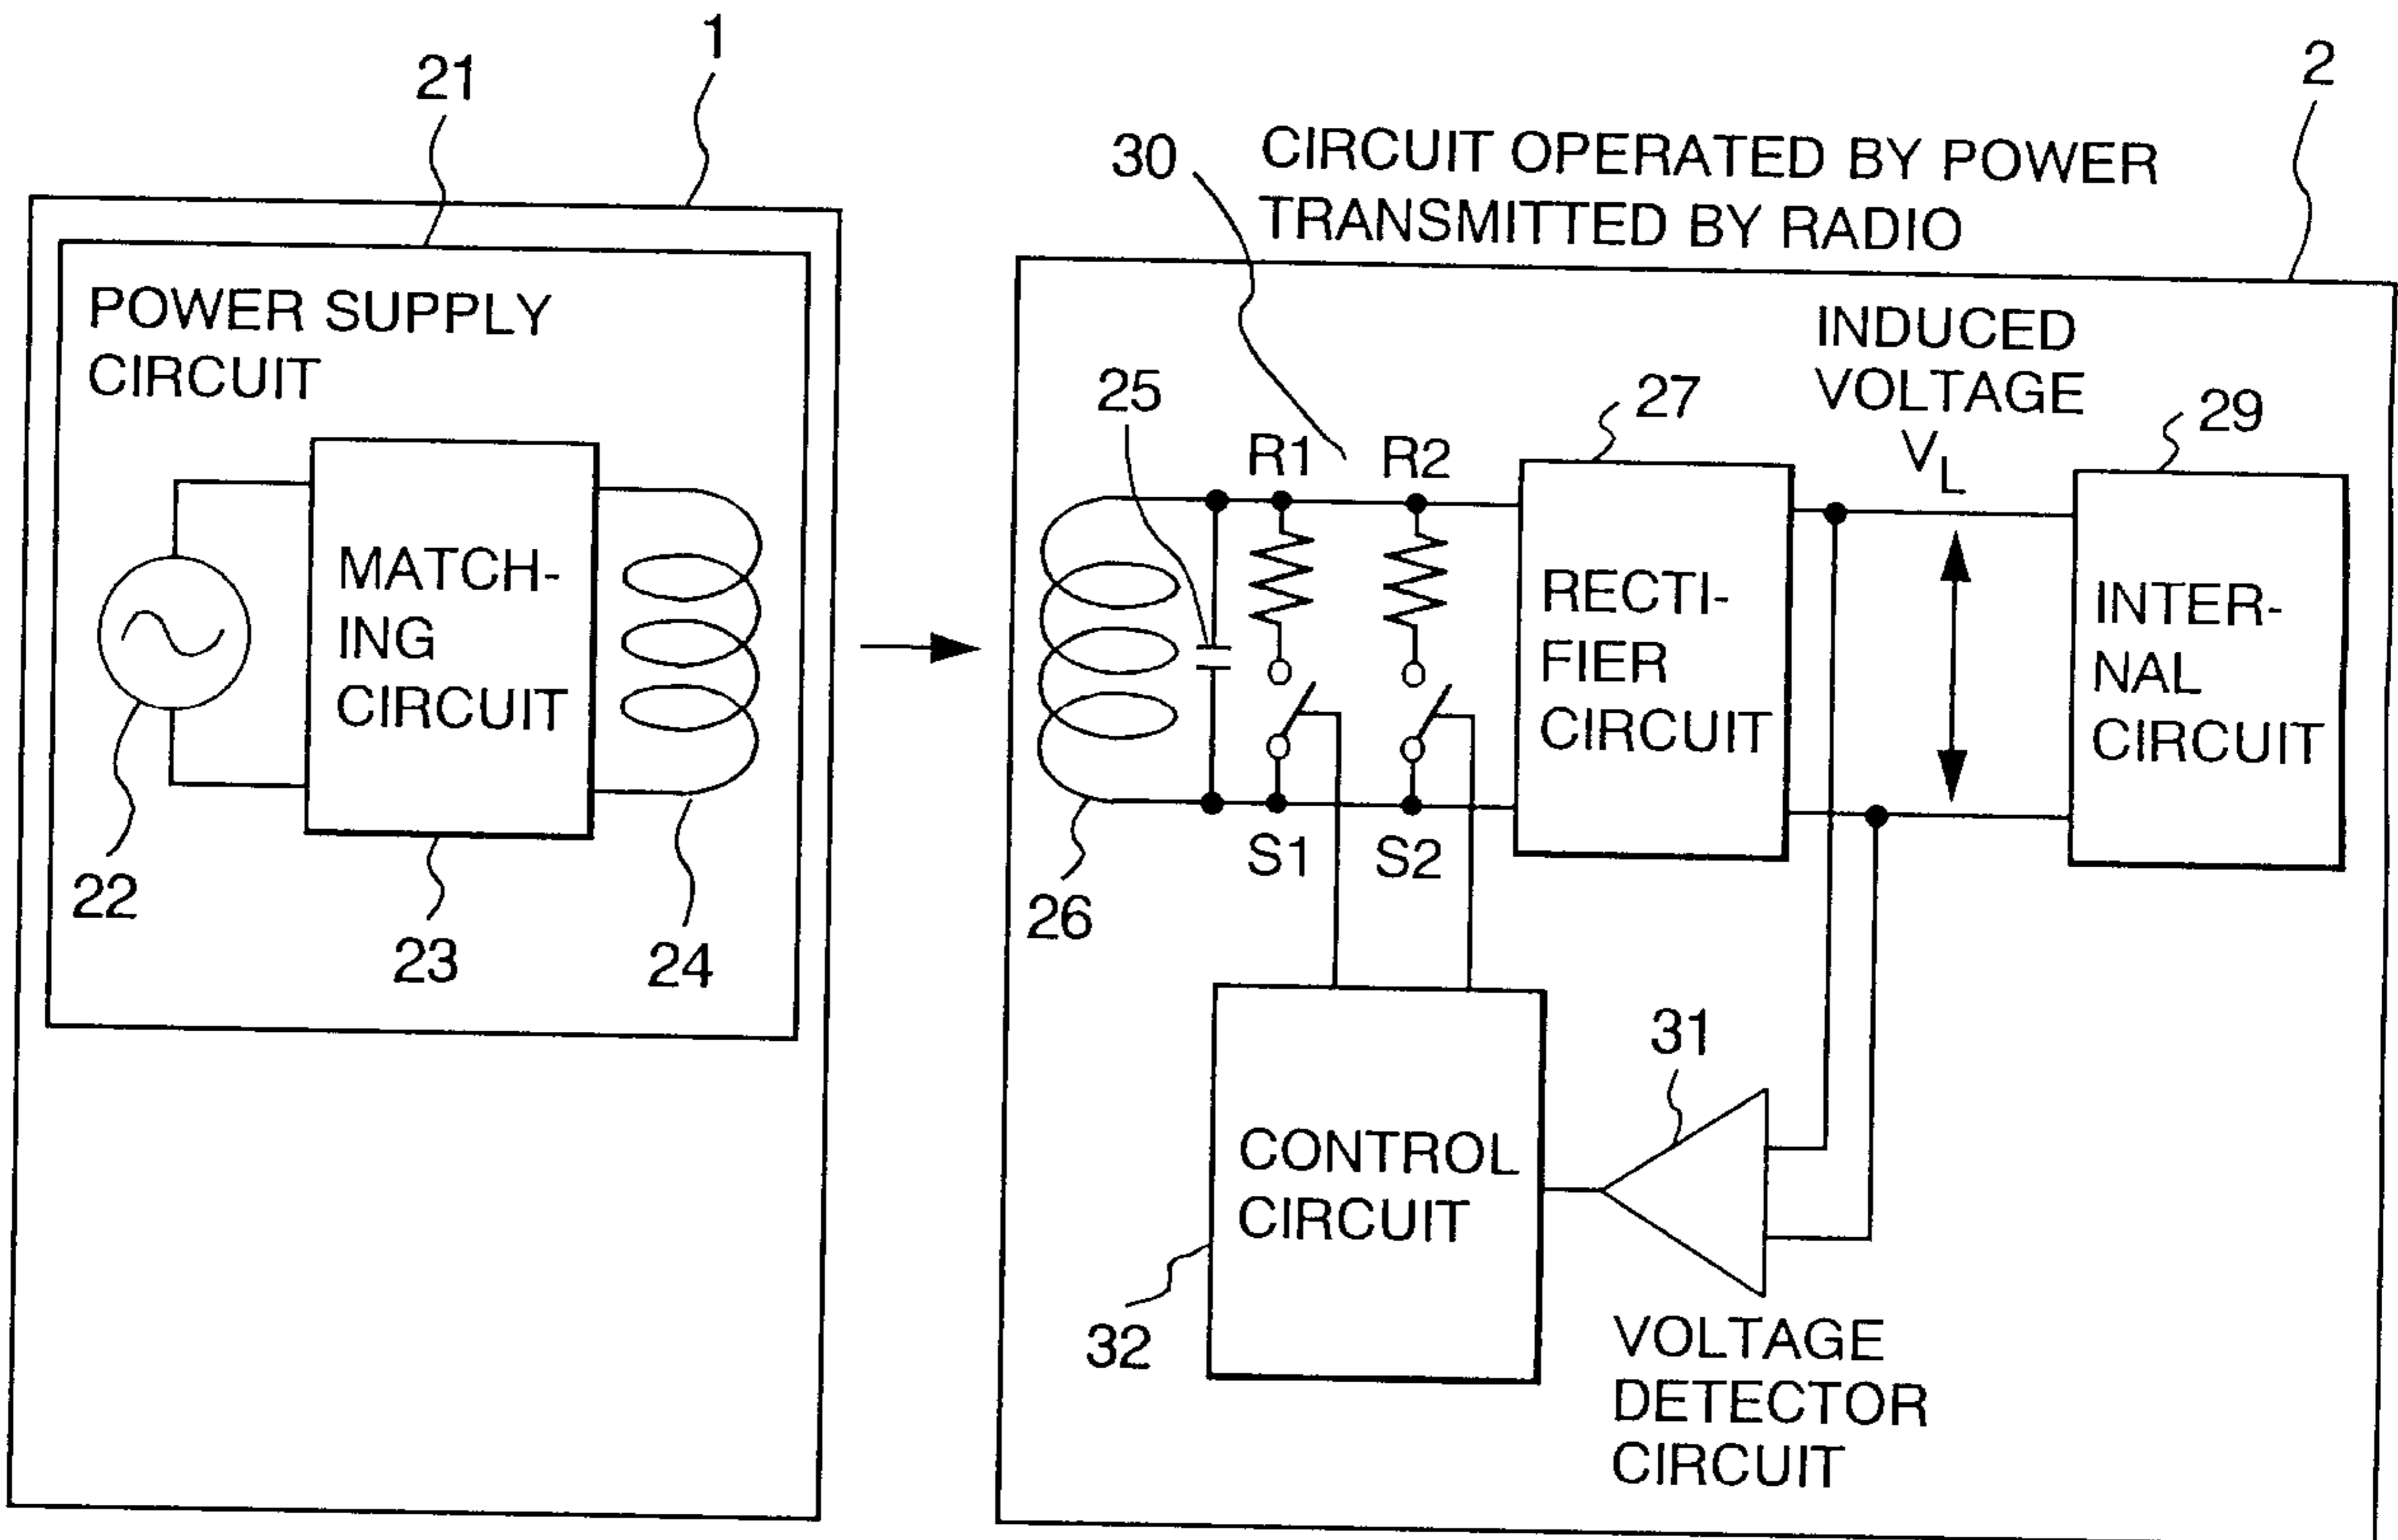 1
21
2
30
CIRCUIT OPERATED BY POWER
TRANSMITTED BY RADIO
POWER SUPPLY
CIRCUIT
INDUCED
VOLTAGE
VL
25
27
29
R1
R2
MATCH-
ING
CIRCUIT
RECTI-
FIER
CIRCUIT
INTER-
NAL
CIRCUIT
S1
S2
22
23
24
26
31
CONTROL
CIRCUIT
32
VOLTAGE
DETECTOR
CIRCUIT